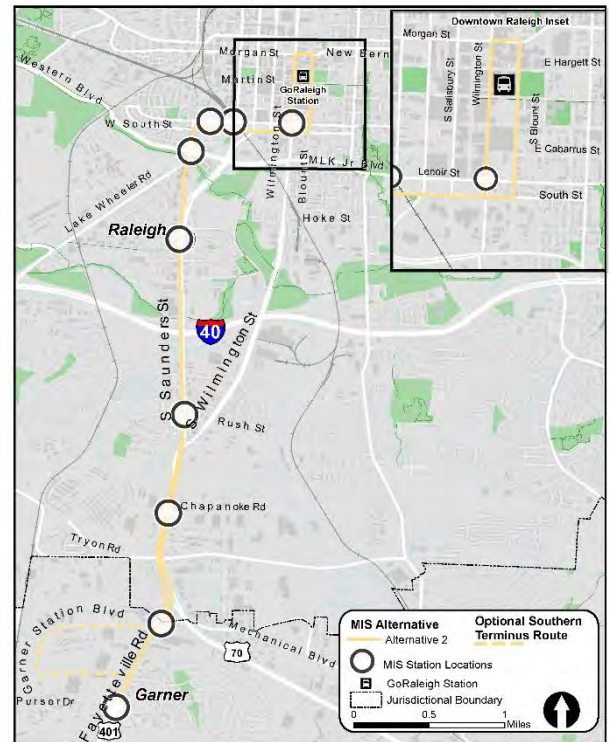 Downtown Raleigh Inset
Morgan St
Wilmington St
E Hargett St
S Salisbury St
S Blount St
E Cabarrus St
Lenoir St
South St
Morgan St
New Bern
Western Blvd
Martin St
GoRaleigh
Station
W South St
Wilmington St
Blount St
MLK Jr Blvd
Lake Wheeler Rd
Hoke St
Raleigh
40
S Saunders St
S Wilmington St
Rush St
Chapanoke Rd
Tryon Rd
Garner Station Blvd
Mechanical Blvd
70
Fayetteville Rd
Purser Dr
Garner
401
MIS Alternative
Alternative 2
Optional Southern
Terminus Route
MIS Station Locations
GoRaleigh Station
Jurisdictional Boundary
0 0.5 1
Miles